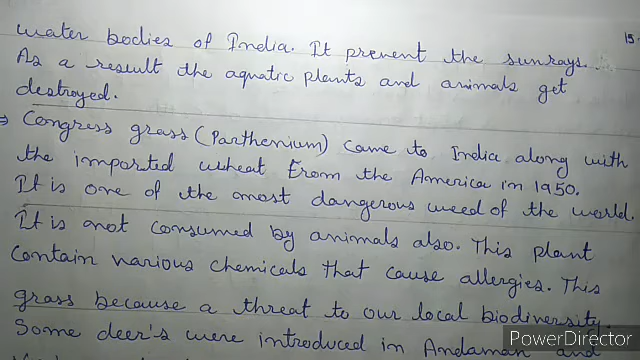 15
water bodies of India. It prevent the sunrays.
As a result the aquatic plants and animals get
destroyed.
⇒ Congress grass (Parthenium) came to India along with
the imported wheat from the America in 1950.
It is one of the most dangerous weed of the world.
It is not consumed by animals also. This plant
contain various chemicals that cause allergies. This
grass because a threat to our local biodiversity.
Some deer's were introduced in Andaman and
PowerDirector